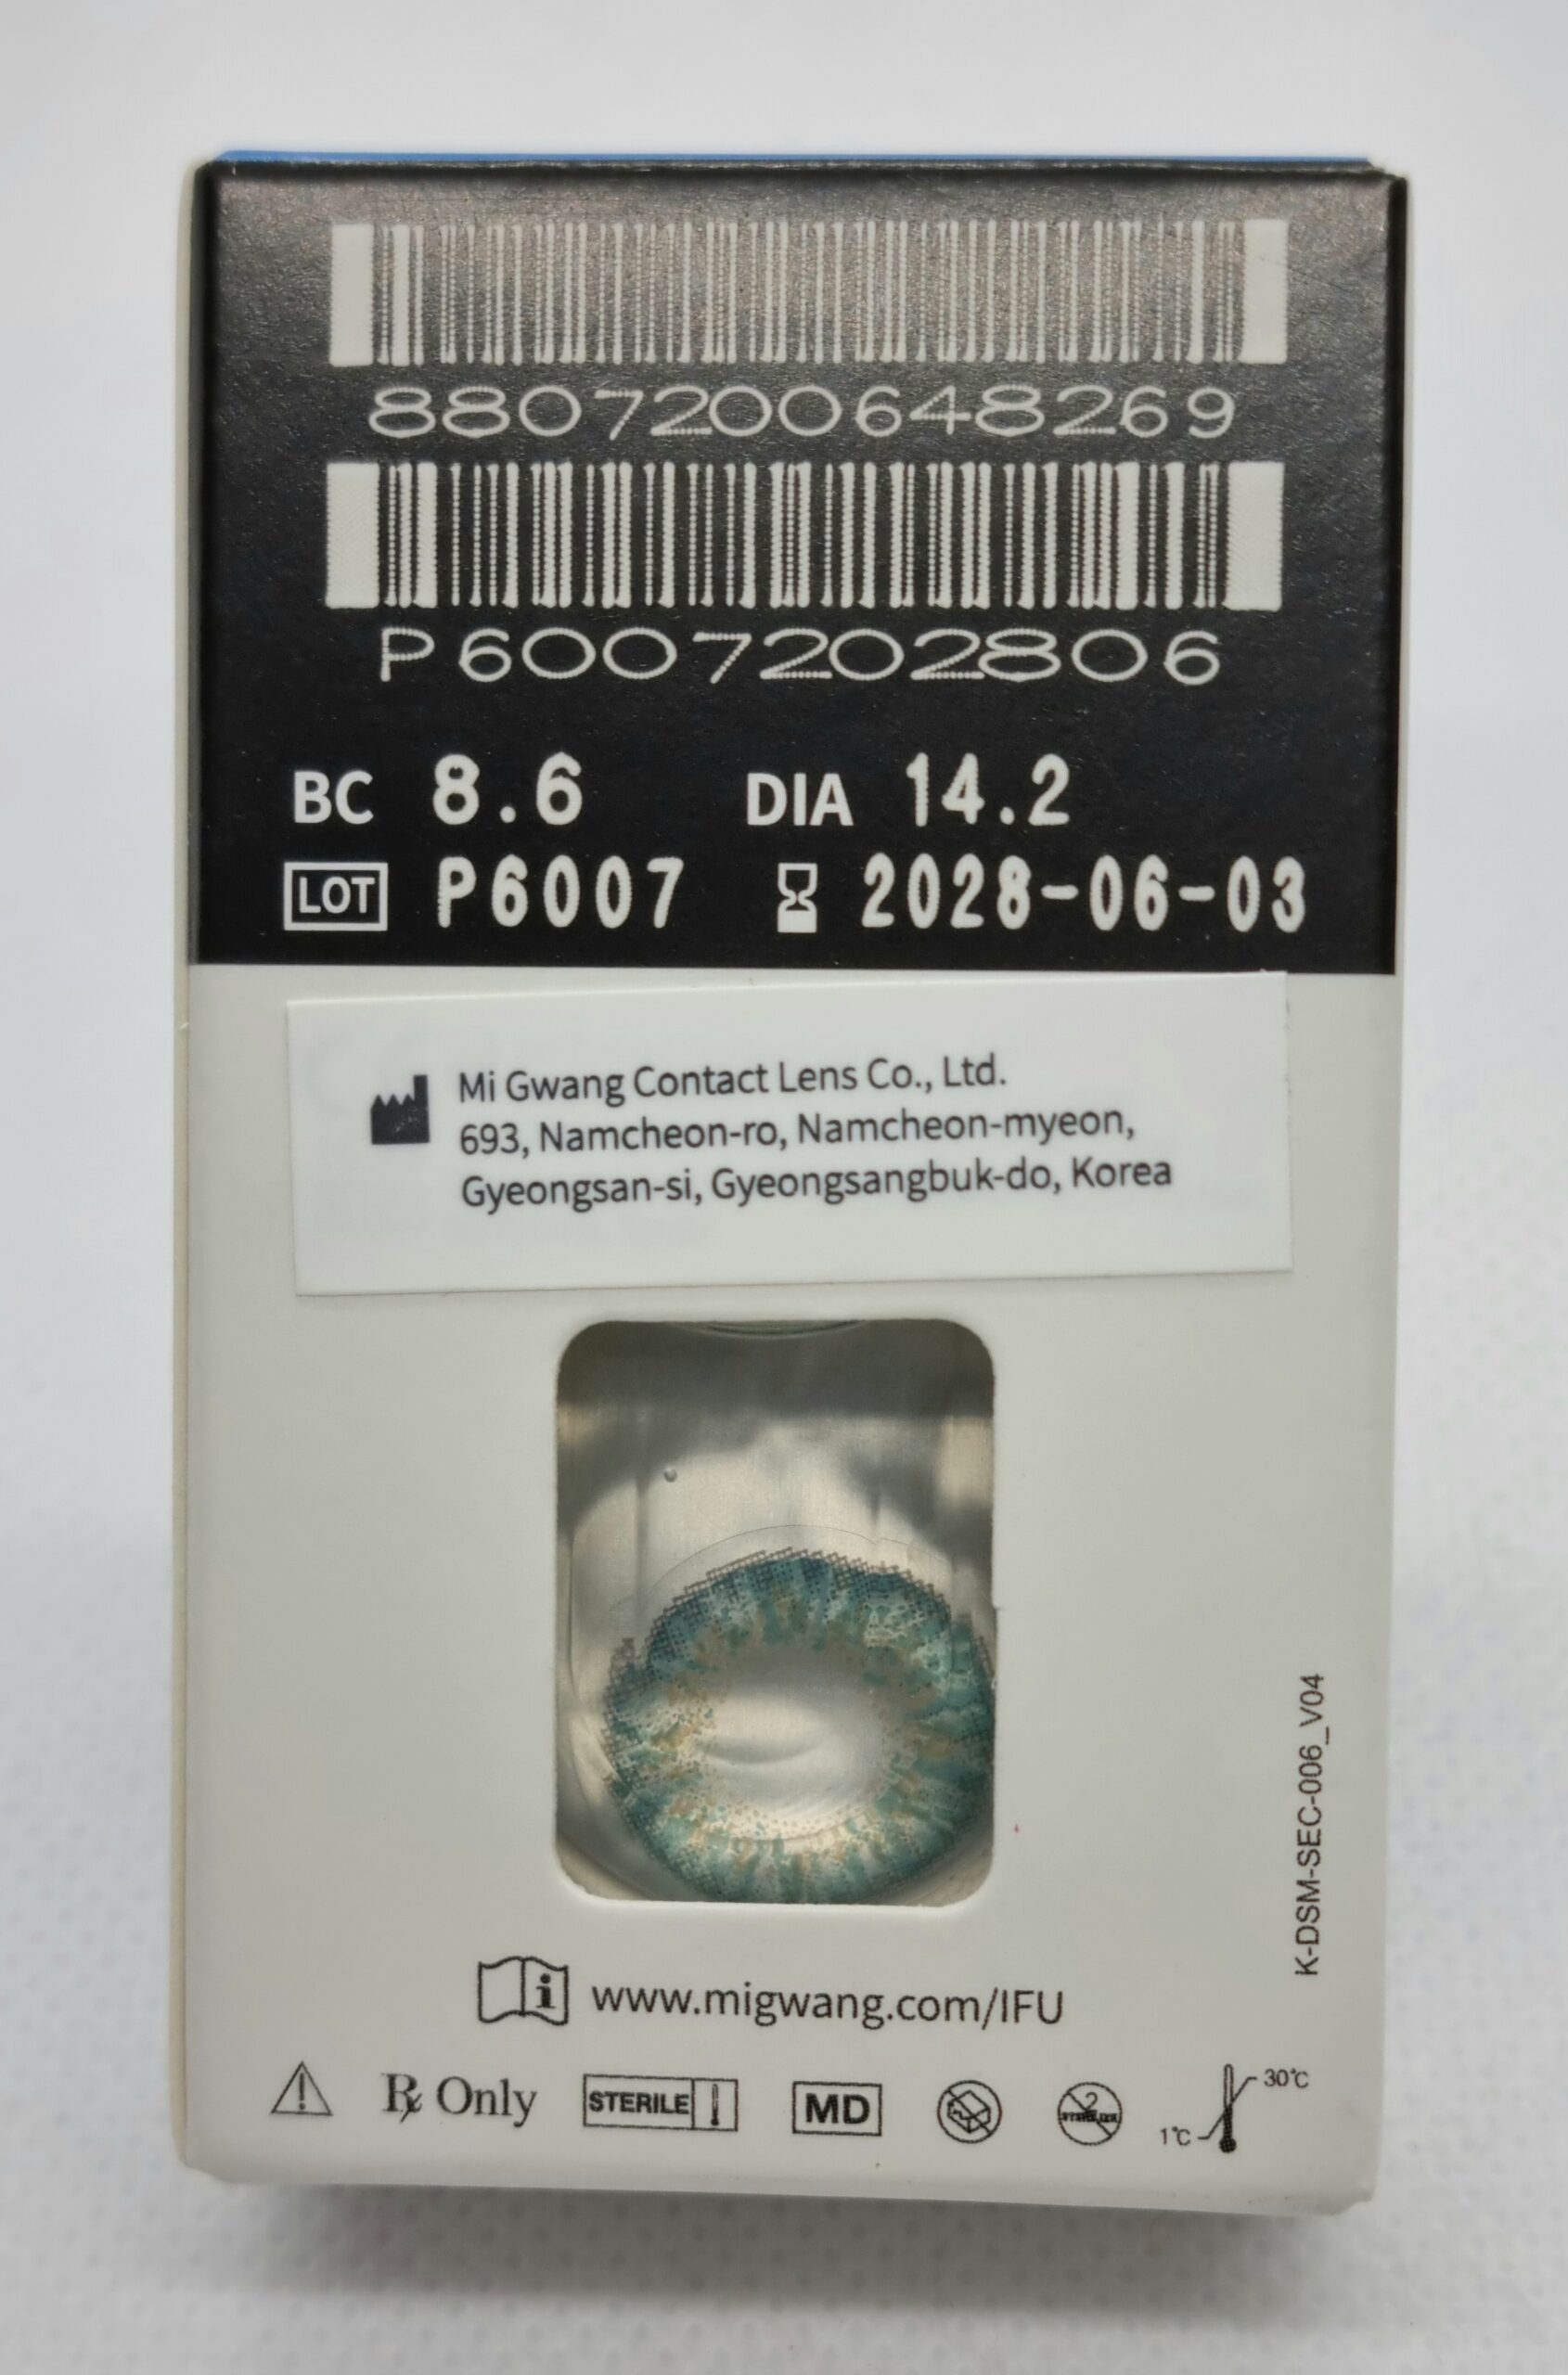 8807200648269
P6007202806
BC 8.6 DIA 14.2
LOT P6007 2028-06-03
Mi Gwang Contact Lens Co., Ltd.
693, Namcheon-ro, Namcheon-myeon,
Gyeongsan-si, Gyeongsangbuk-do, Korea
K-DSM-SEC-006_V04
www.migwang.com/IFU
℞ Only STERILE MD 2 STERILIZE 1℃ 30℃